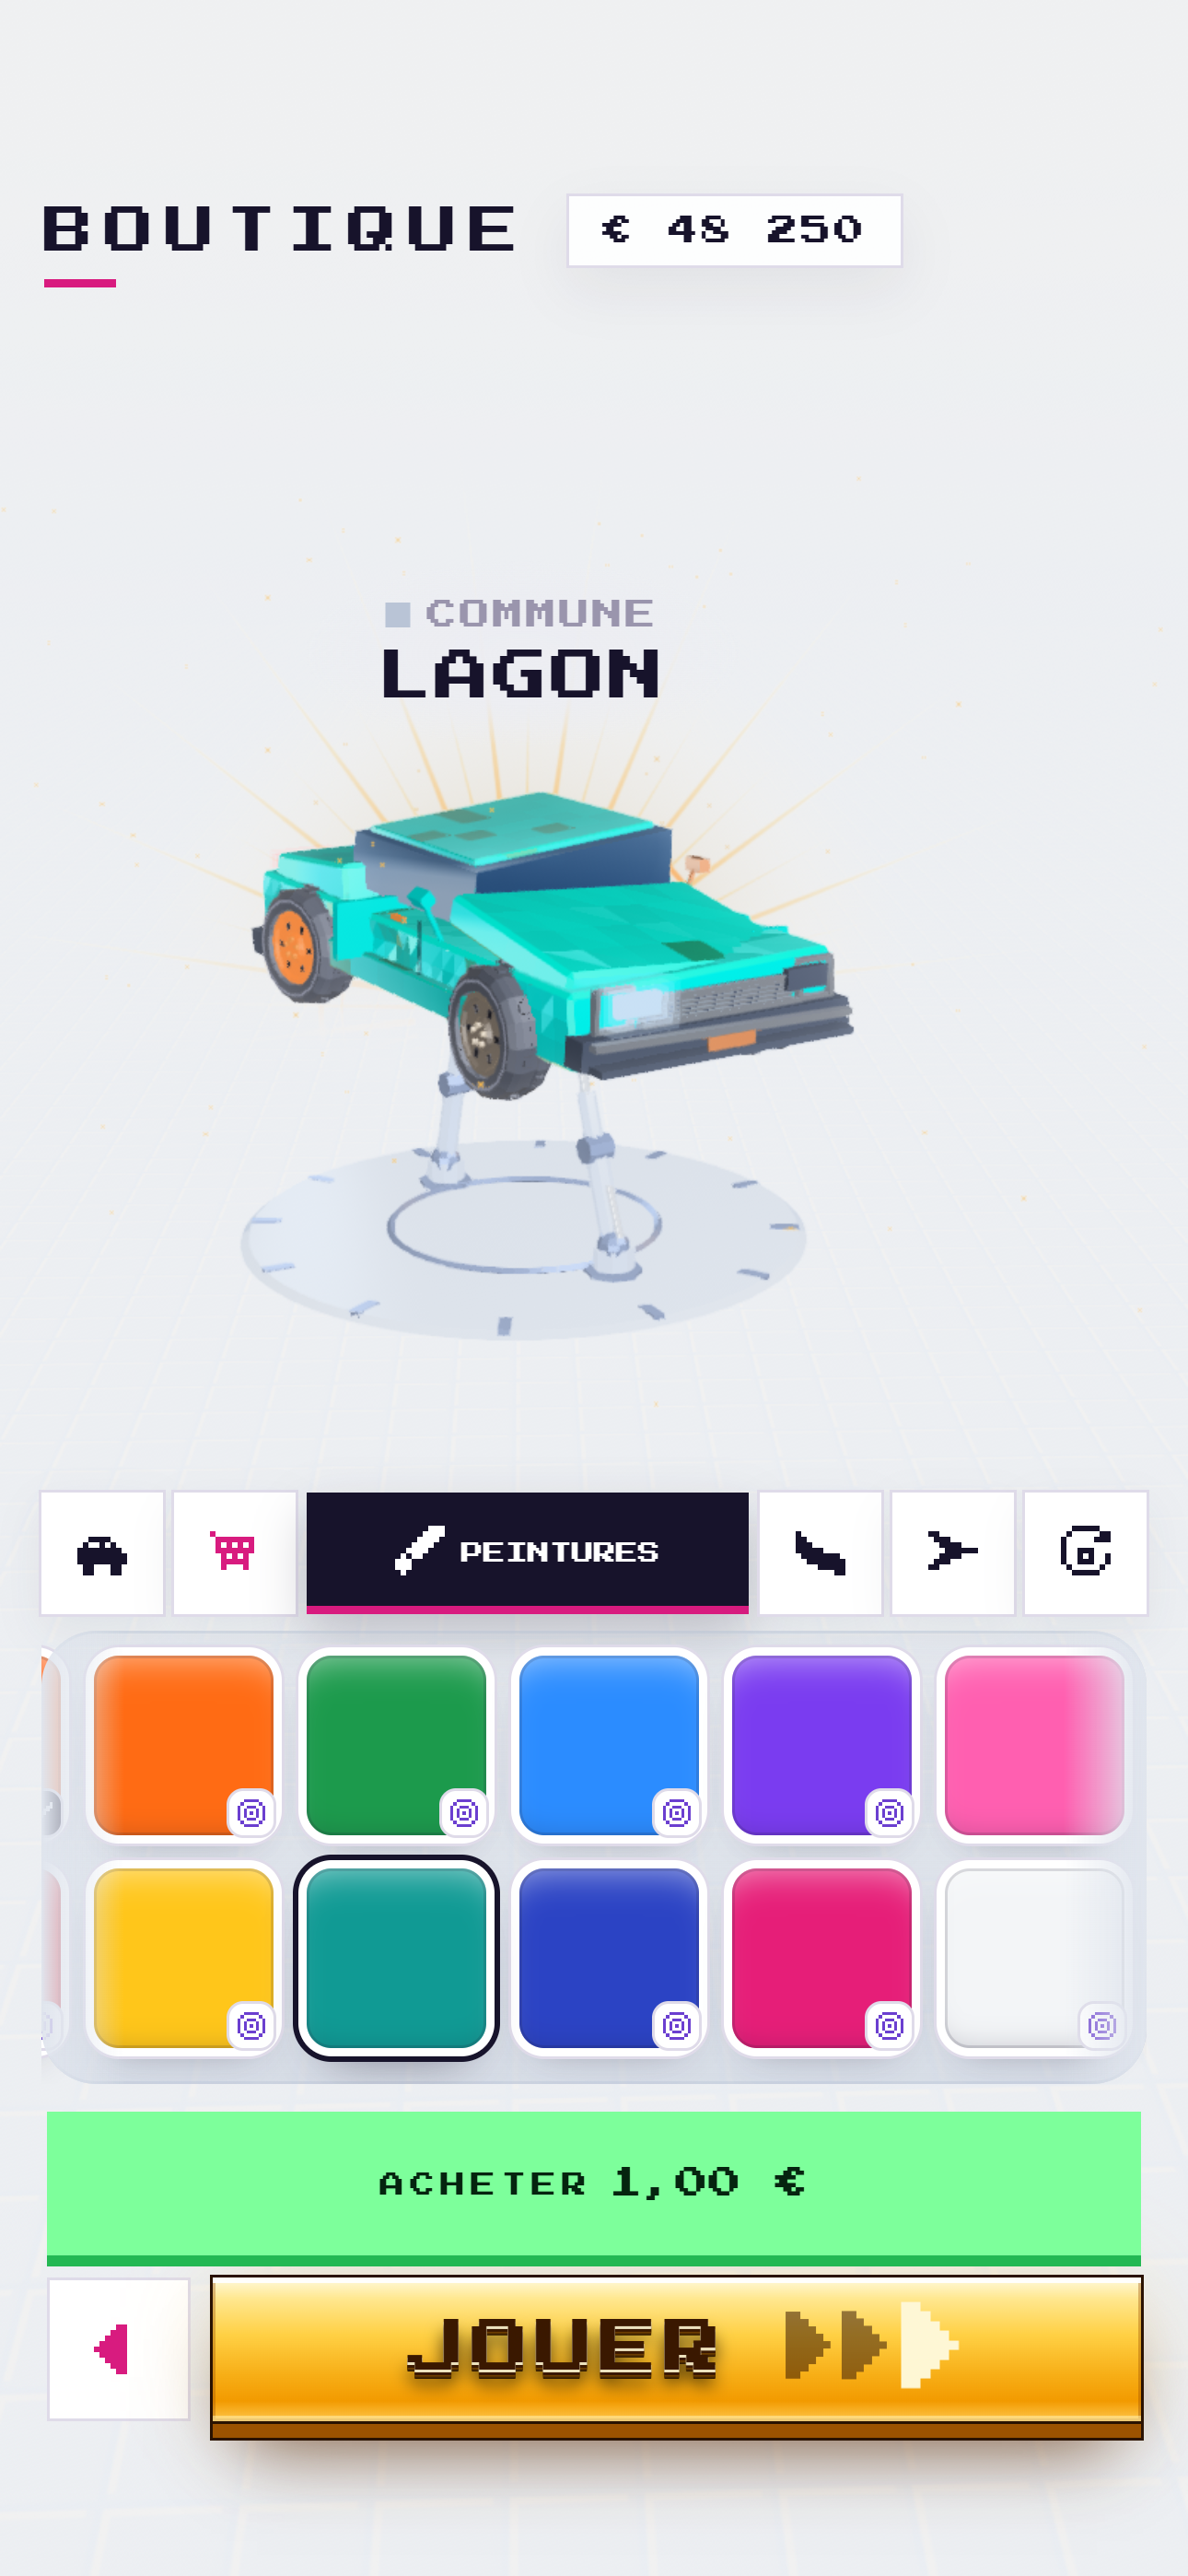 BOUTIQUE
€ 48 250
COMMUNE
LAGON
PEINTURES
ACHETER 1,00 €
JOUER